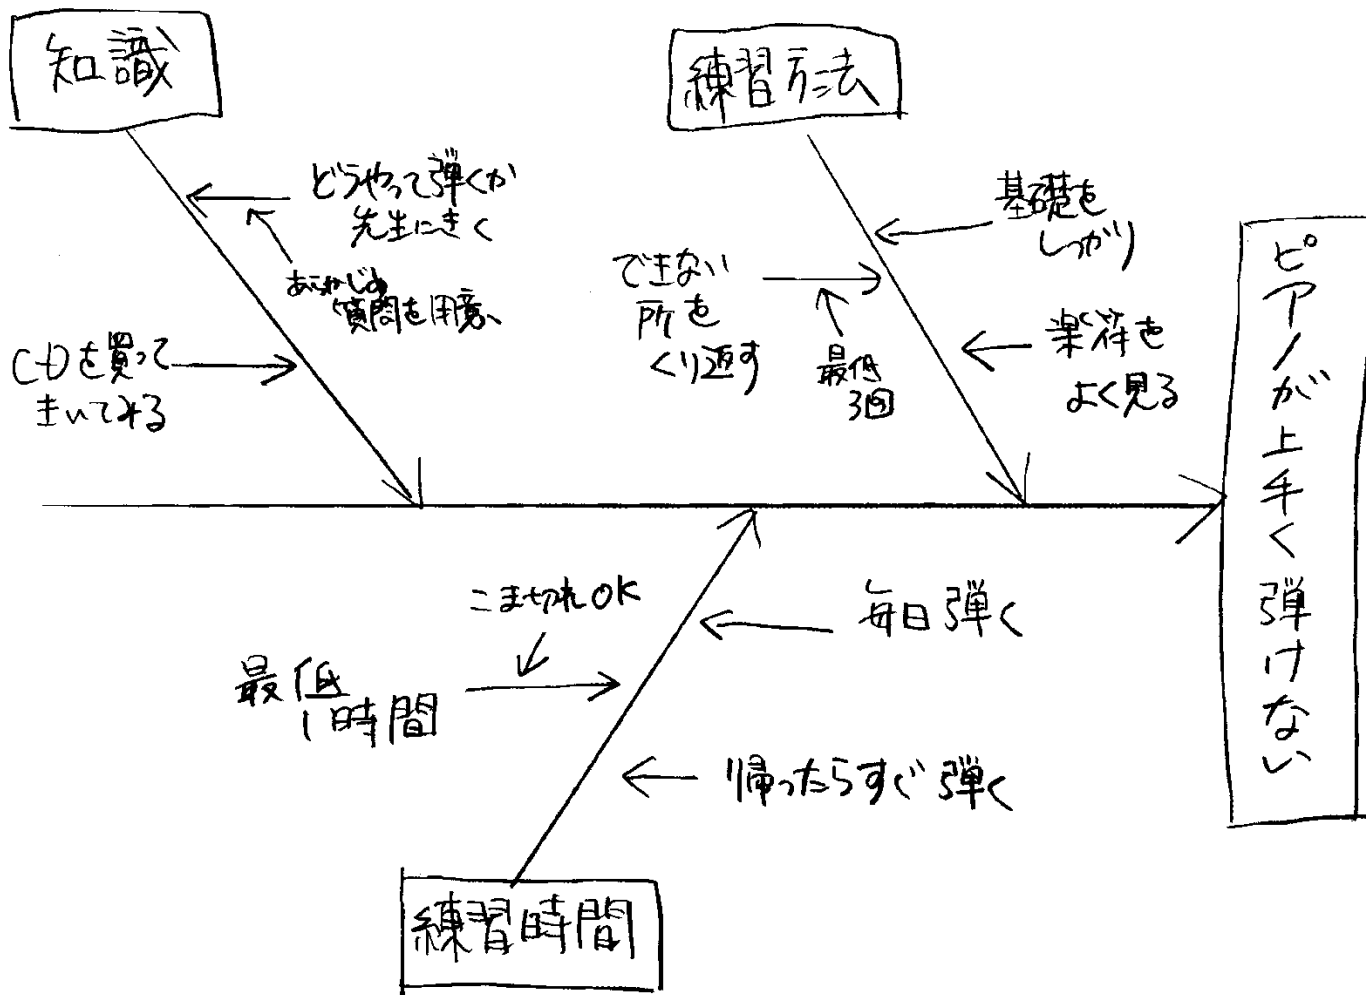 知識
練習方法
どうやって弾くか
先生にきく
あらかじめ
質問を用意
CDを買って
きいてみる
基礎を
しっかり
できない
所を
くり返す
最低
3回
楽譜を
よく見る
ピアノが上手く弾けない
こま切れOK
毎日弾く
最低
1時間
帰ったらすぐ弾く
練習時間